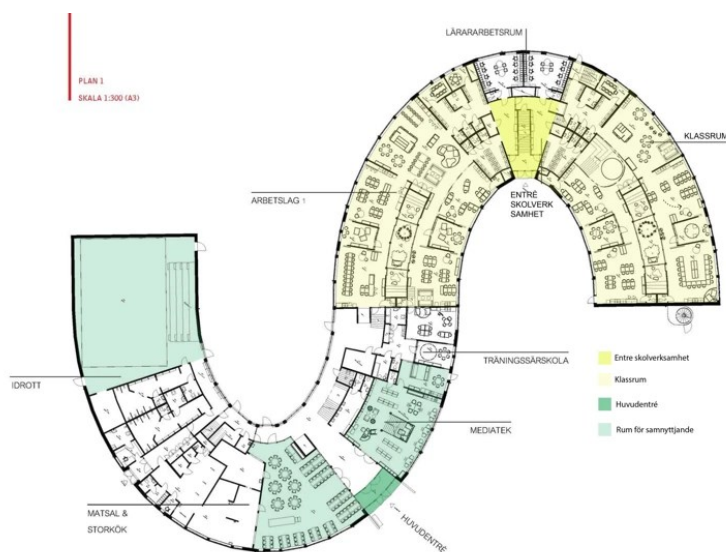 PLAN 1
SKALA 1:300 (A3)
LÄRARARBETSRUM
KLASSRUM
ENTRÉ
SKOLVERK
SAMHET
ARBETSLAG 1
IDROTT
TRÄNINGSSÄRSKOLA
MEDIATEK
MATSAL &
STORKÖK
HUVUDENTRÉ
Entre skolverksamhet
Klassrum
Huvudentré
Rum för samnyttjande